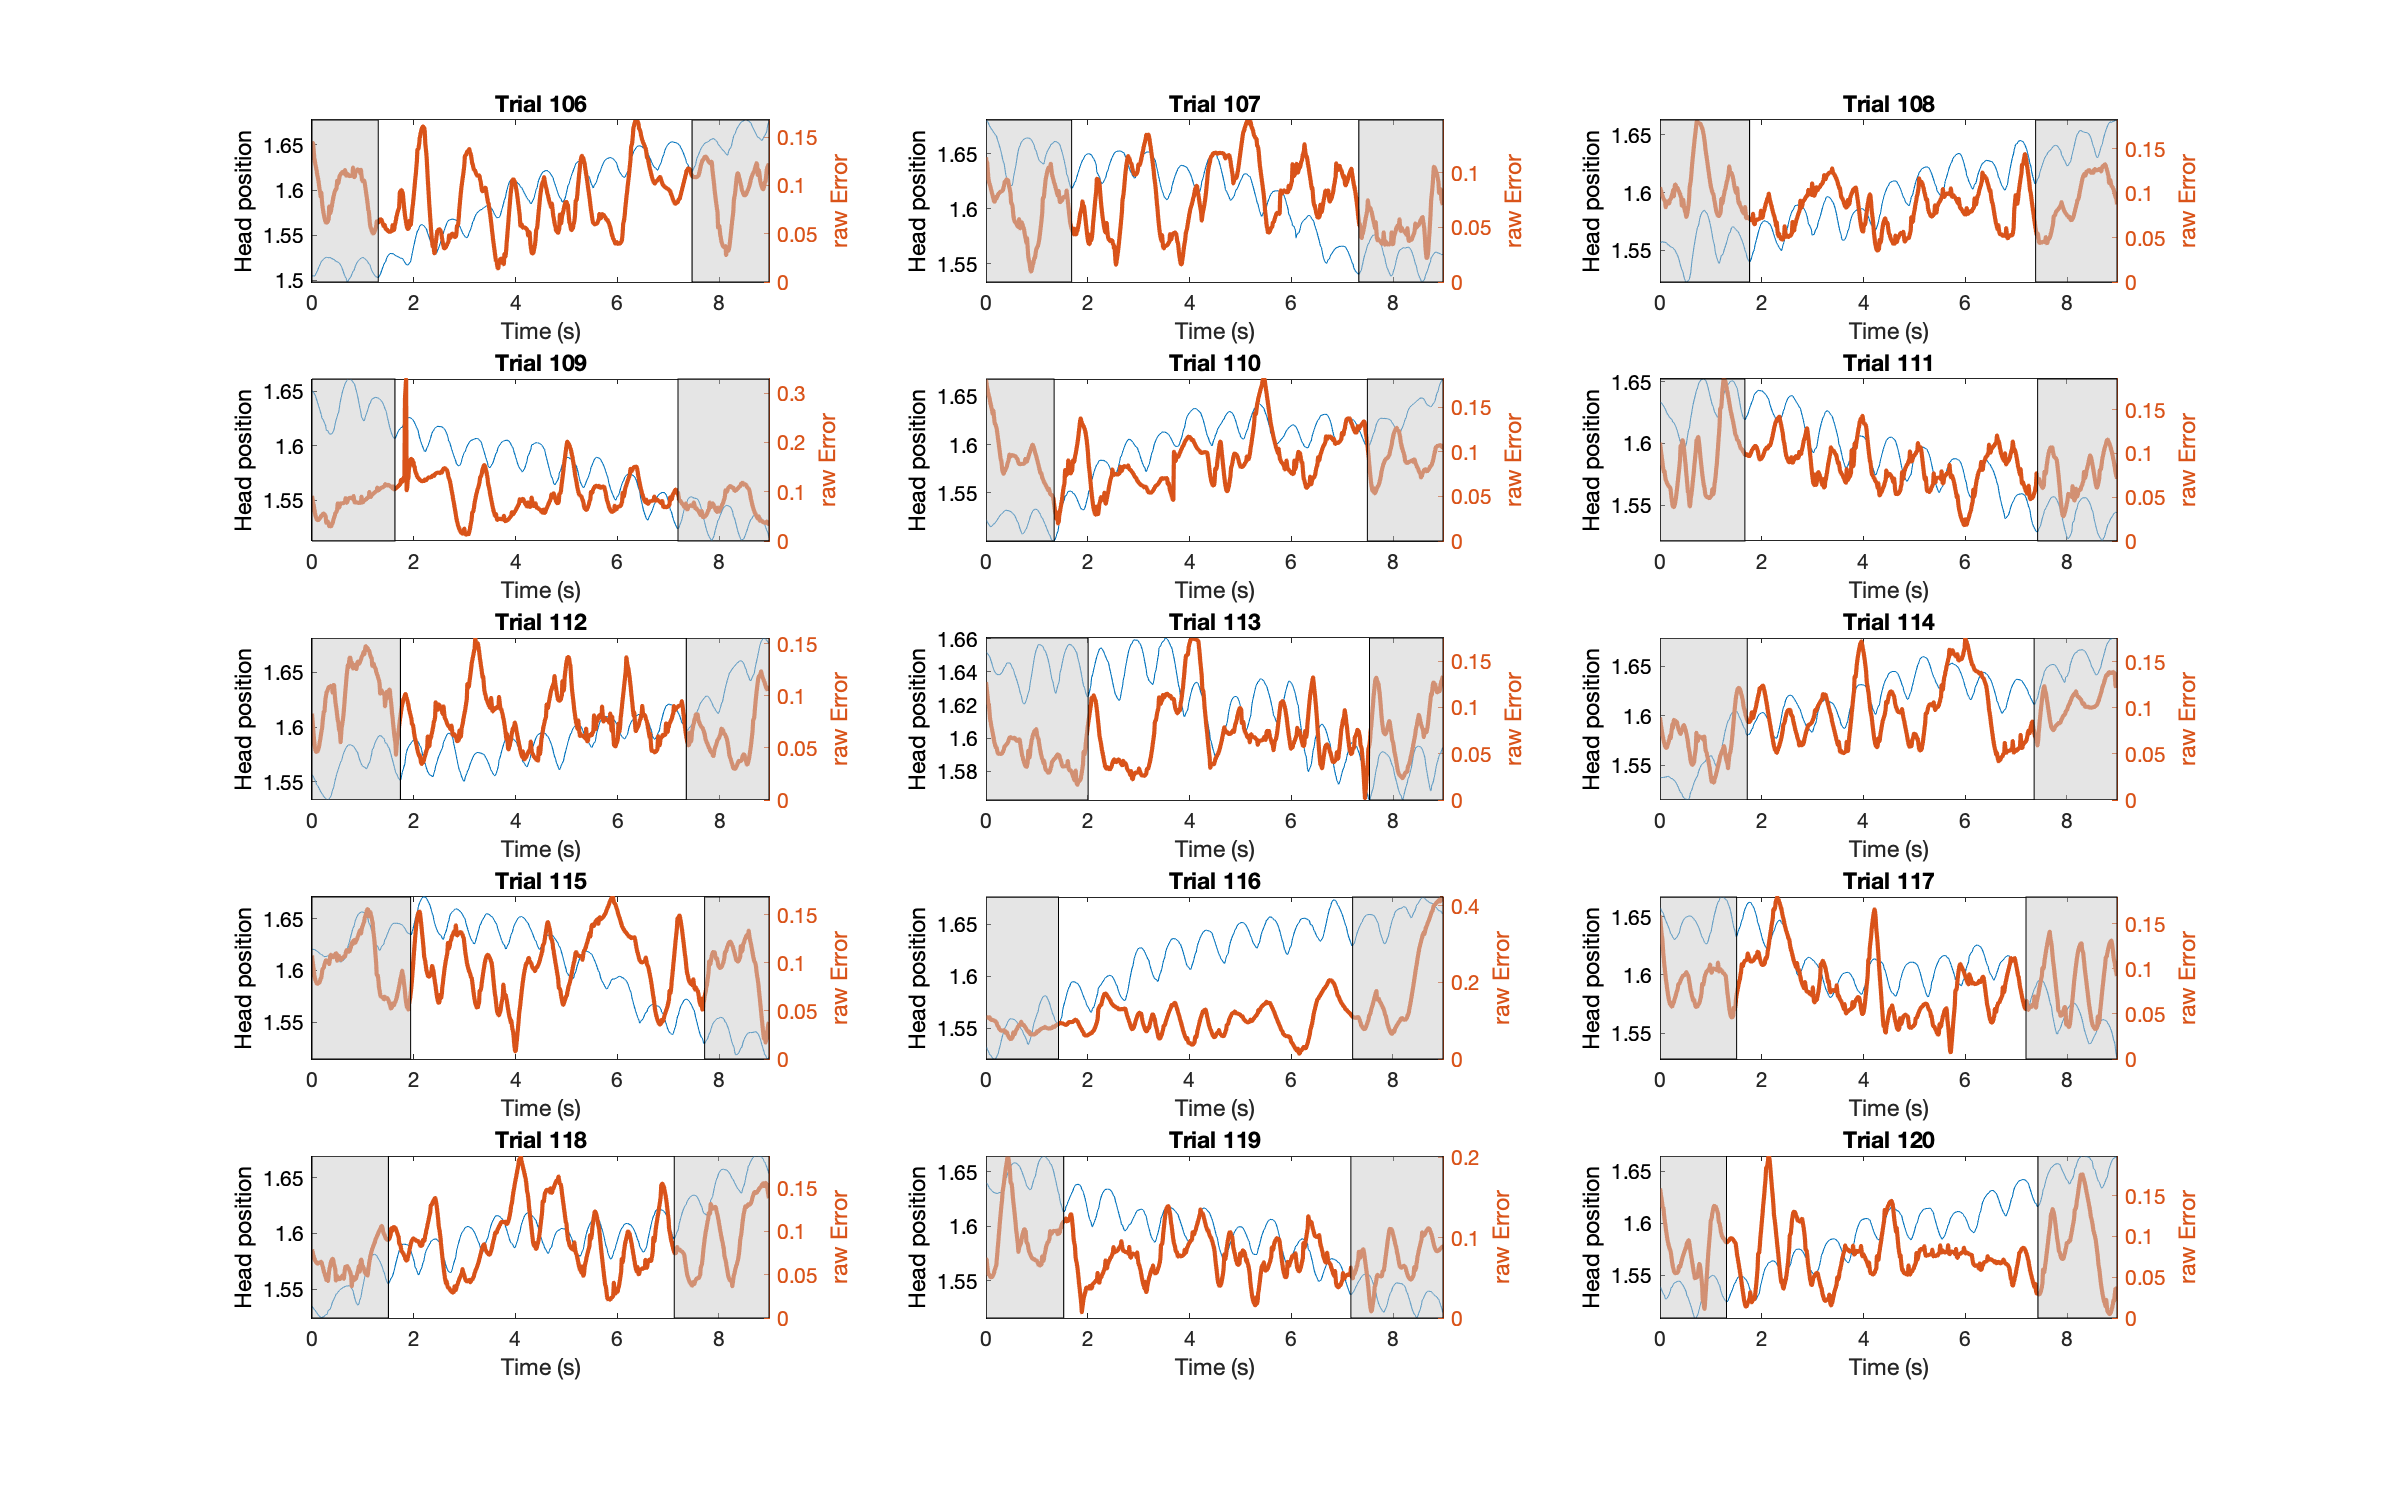 Trial 106
Head position
1.65
1.6
1.55
1.5
0.15
0.1
0.05
0
raw Error
0 2 4 6 8
Time (s)
Trial 107
Head position
1.65
1.6
1.55
0.1
0.05
0
raw Error
0 2 4 6 8
Time (s)
Trial 108
Head position
1.65
1.6
1.55
0.15
0.1
0.05
0
raw Error
0 2 4 6 8
Time (s)
Trial 109
Head position
1.65
1.6
1.55
0.3
0.2
0.1
0
raw Error
0 2 4 6 8
Time (s)
Trial 110
Head position
1.65
1.6
1.55
0.15
0.1
0.05
0
raw Error
0 2 4 6 8
Time (s)
Trial 111
Head position
1.65
1.6
1.55
0.15
0.1
0.05
0
raw Error
0 2 4 6 8
Time (s)
Trial 112
Head position
1.65
1.6
1.55
0.15
0.1
0.05
0
raw Error
0 2 4 6 8
Time (s)
Trial 113
Head position
1.66
1.64
1.62
1.6
1.58
0.15
0.1
0.05
0
raw Error
0 2 4 6 8
Time (s)
Trial 114
Head position
1.65
1.6
1.55
0.15
0.1
0.05
0
raw Error
0 2 4 6 8
Time (s)
Trial 115
Head position
1.65
1.6
1.55
0.15
0.1
0.05
0
raw Error
0 2 4 6 8
Time (s)
Trial 116
Head position
1.65
1.6
1.55
0.4
0.2
0
raw Error
0 2 4 6 8
Time (s)
Trial 117
Head position
1.65
1.6
1.55
0.15
0.1
0.05
0
raw Error
0 2 4 6 8
Time (s)
Trial 118
Head position
1.65
1.6
1.55
0.15
0.1
0.05
0
raw Error
0 2 4 6 8
Time (s)
Trial 119
Head position
1.65
1.6
1.55
0.2
0.1
0
raw Error
0 2 4 6 8
Time (s)
Trial 120
Head position
1.65
1.6
1.55
0.15
0.1
0.05
0
raw Error
0 2 4 6 8
Time (s)